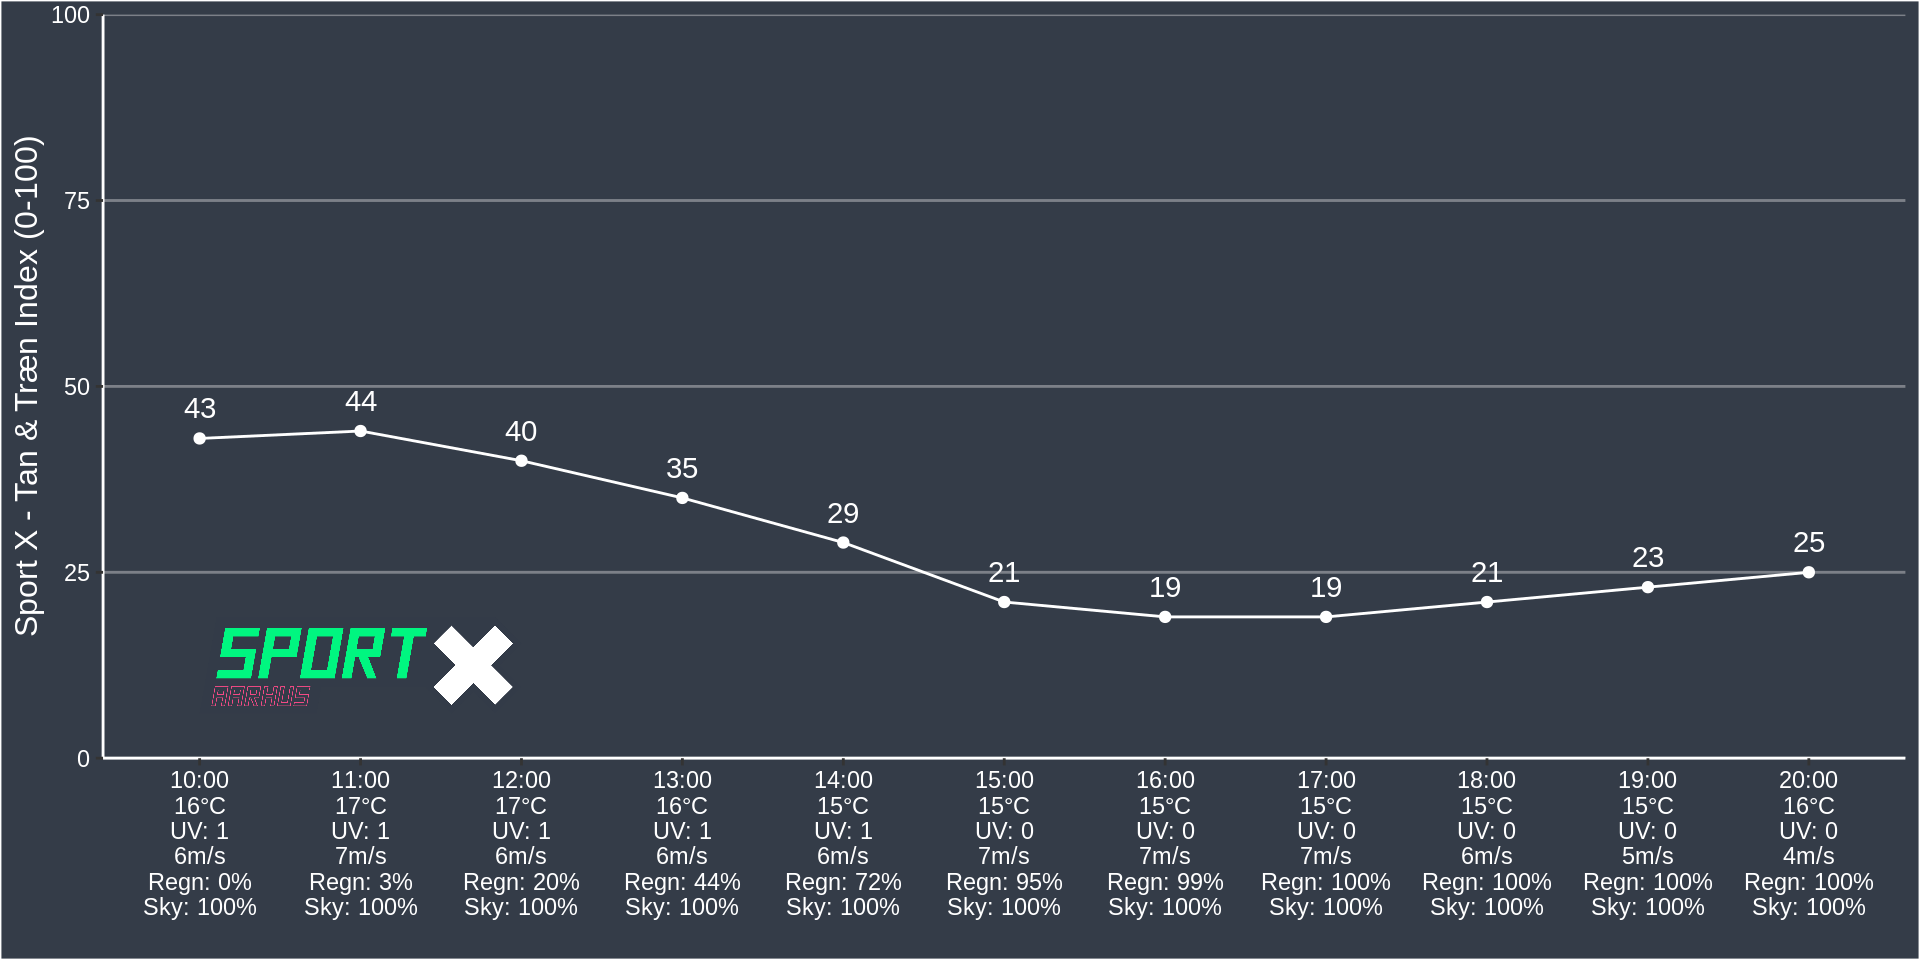 Sport X - Tan & Træn Index (0-100)
100
75
50
25
0
43
44
40
35
29
21
19
19
21
23
25
SPORT X
AARHUS
10:00
16°C
UV: 1
6m/s
Regn: 0%
Sky: 100%
11:00
17°C
UV: 1
7m/s
Regn: 3%
Sky: 100%
12:00
17°C
UV: 1
6m/s
Regn: 20%
Sky: 100%
13:00
16°C
UV: 1
6m/s
Regn: 44%
Sky: 100%
14:00
15°C
UV: 1
6m/s
Regn: 72%
Sky: 100%
15:00
15°C
UV: 0
7m/s
Regn: 95%
Sky: 100%
16:00
15°C
UV: 0
7m/s
Regn: 99%
Sky: 100%
17:00
15°C
UV: 0
7m/s
Regn: 100%
Sky: 100%
18:00
15°C
UV: 0
6m/s
Regn: 100%
Sky: 100%
19:00
15°C
UV: 0
5m/s
Regn: 100%
Sky: 100%
20:00
16°C
UV: 0
4m/s
Regn: 100%
Sky: 100%